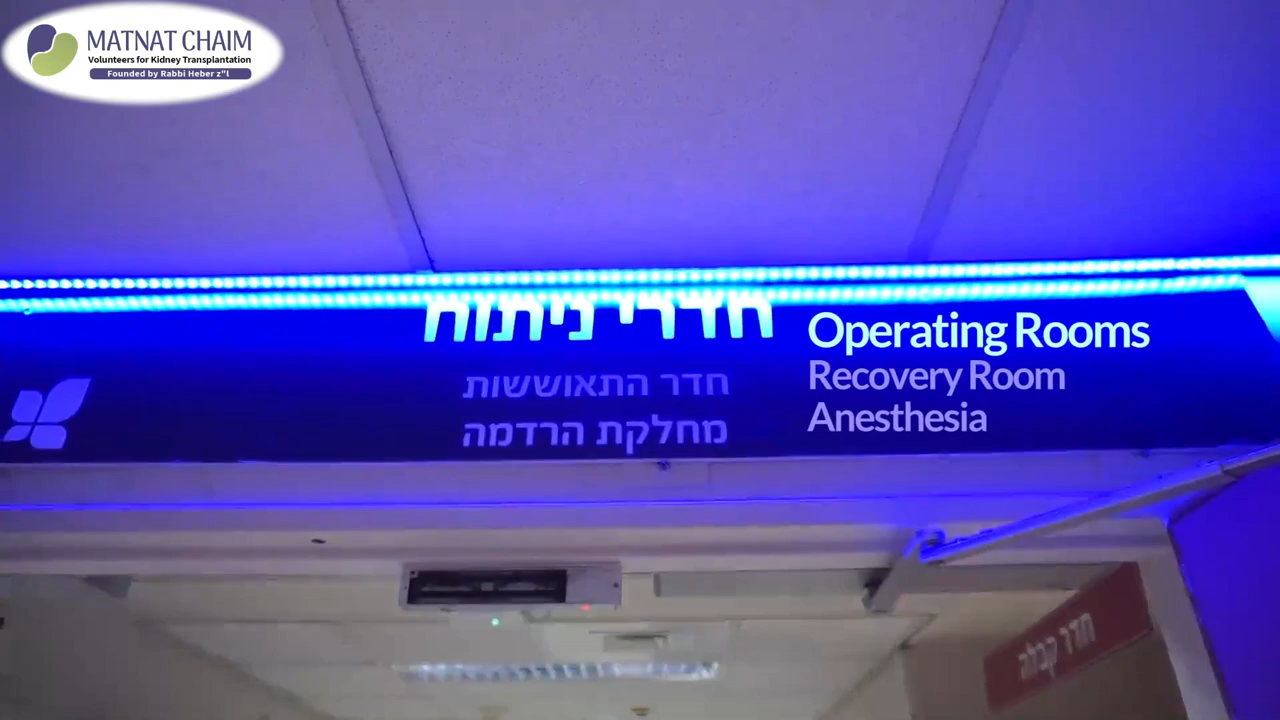 MATNAT CHAIM
Volunteers for Kidney Transplantation
Founded by Rabbi Heber z"l
חדרי ניתוח
חדר התאוששות
מחלקת הרדמה
Operating Rooms
Recovery Room
Anesthesia
חדר קבלה